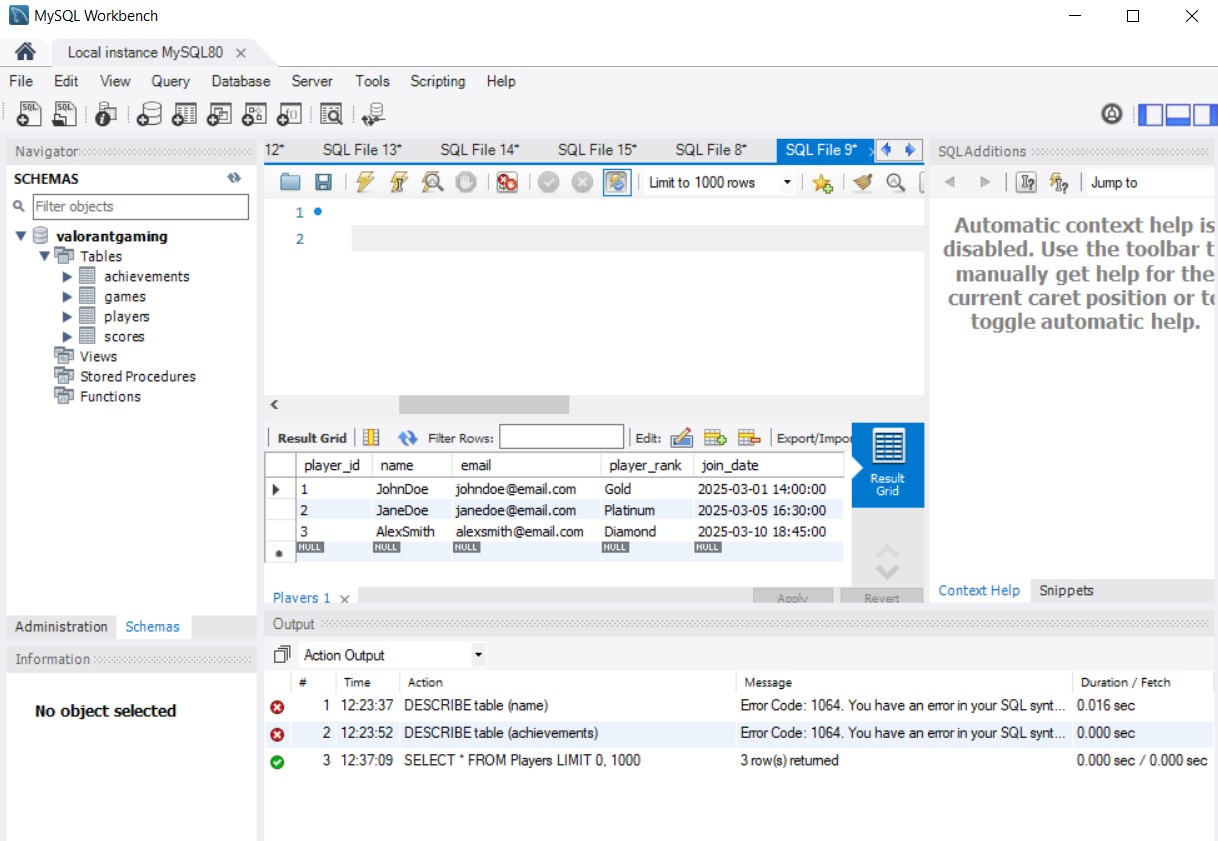 MySQL Workbench
Local instance MySQL80
File Edit View Query Database Server Tools Scripting Help
Navigator
SCHEMAS
Filter objects
valorantgaming
Tables
achievements
games
players
scores
Views
Stored Procedures
Functions
Administration Schemas
Information
No object selected
12* SQL File 13* SQL File 14* SQL File 15* SQL File 8* SQL File 9*
Limit to 1000 rows
1
2
Result Grid Filter Rows: Edit: Export/Impor
player_id name email player_rank join_date
1 JohnDoe johndoe@email.com Gold 2025-03-01 14:00:00
2 JaneDoe janedoe@email.com Platinum 2025-03-05 16:30:00
3 AlexSmith alexsmith@email.com Diamond 2025-03-10 18:45:00
NULL NULL NULL NULL NULL
Result
Grid
Players 1 Apply Revert
SQLAdditions
Jump to
Automatic context help is
disabled. Use the toolbar t
manually get help for the
current caret position or to
toggle automatic help.
Context Help Snippets
Output
Action Output
# Time Action Message Duration / Fetch
1 12:23:37 DESCRIBE table (name) Error Code: 1064. You have an error in your SQL synt... 0.016 sec
2 12:23:52 DESCRIBE table (achievements) Error Code: 1064. You have an error in your SQL synt... 0.000 sec
3 12:37:09 SELECT * FROM Players LIMIT 0, 1000 3 row(s) returned 0.000 sec / 0.000 sec